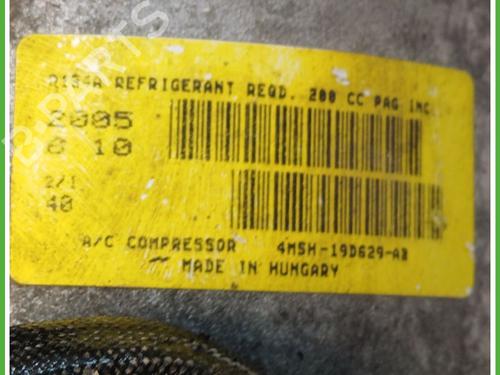 R134A REFRIGERANT REQD. 200 CC PAG INC
2005
6 10
2/1
40
A/C COMPRESSOR 4M5H-19D629-AB
MADE IN HUNGARY
B-PARTS